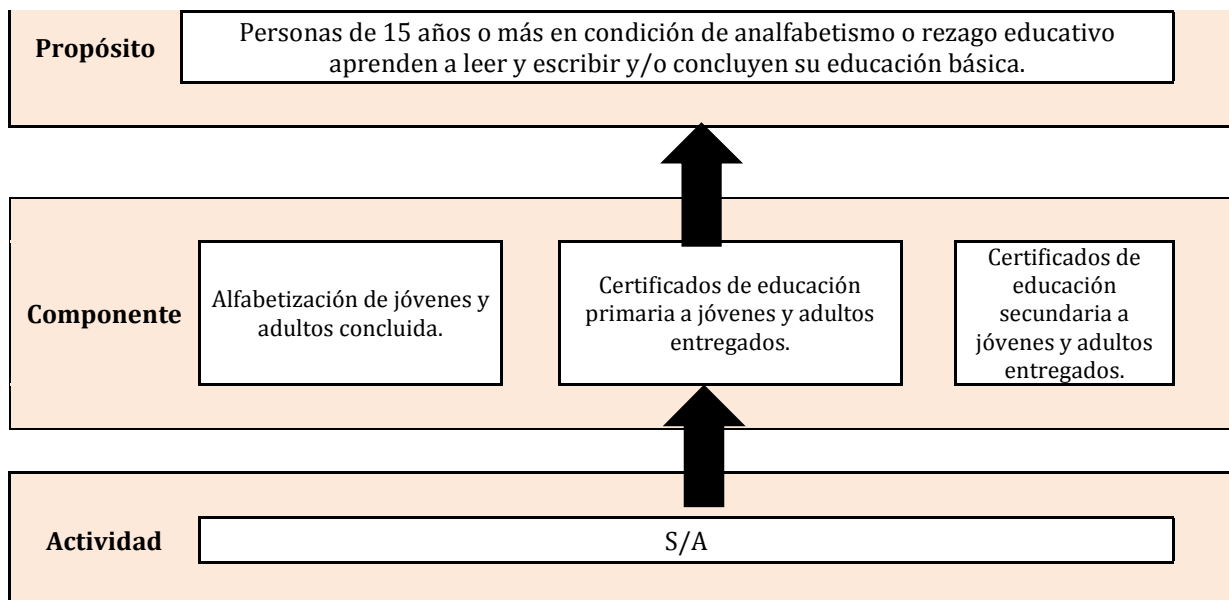 Propósito
Personas de 15 años o más en condición de analfabetismo o rezago educativo
aprenden a leer y escribir y/o concluyen su educación básica.
Componente
Alfabetización de jóvenes y
adultos concluida.
Certificados de educación
primaria a jóvenes y adultos
entregados.
Certificados de
educación
secundaria a
jóvenes y adultos
entregados.
Actividad
S/A